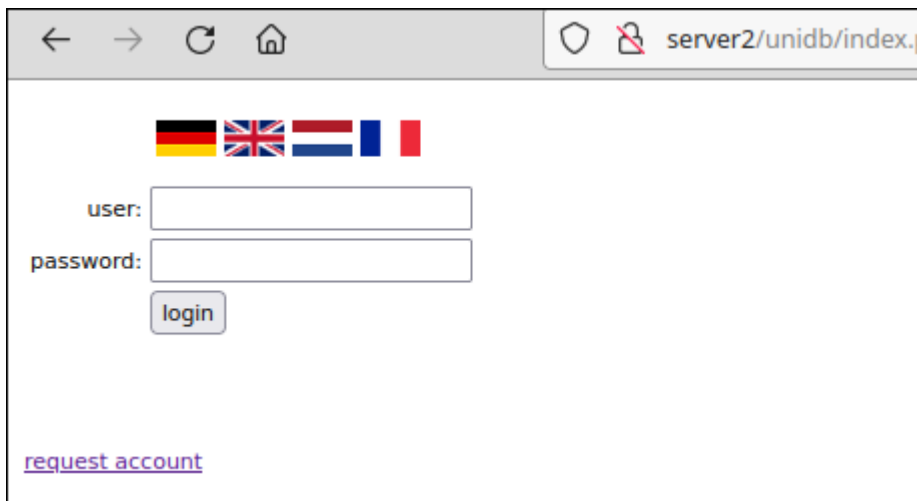 server2/unidb/index.p
user:
password:
login
request account